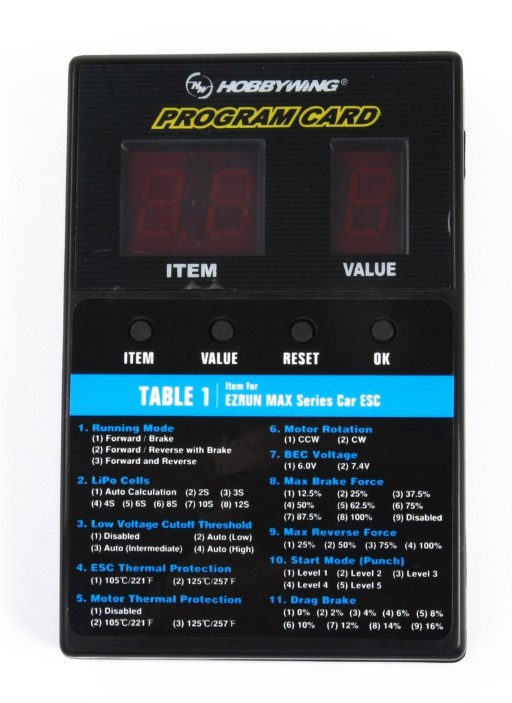 HW HOBBYWING®
PROGRAM CARD
ITEM VALUE
ITEM VALUE RESET OK
TABLE 1 Item for
EZRUN MAX Series Car ESC
1. Running Mode
(1) Forward / Brake
(2) Forward / Reverse with Brake
(3) Forward and Reverse
2. LiPo Cells
(1) Auto Calculation (2) 2S (3) 3S
(4) 4S (5) 6S (6) 8S (7) 10S (8) 12S
3. Low Voltage Cutoff Threshold
(1) Disabled (2) Auto (Low)
(3) Auto (Intermediate) (4) Auto (High)
4. ESC Thermal Protection
(1) 105℃/221℉ (2) 125℃/257℉
5. Motor Thermal Protection
(1) Disabled
(2) 105℃/221℉ (3) 125℃/257℉
6. Motor Rotation
(1) CCW (2) CW
7. BEC Voltage
(1) 6.0V (2) 7.4V
8. Max Brake Force
(1) 12.5% (2) 25% (3) 37.5%
(4) 50% (5) 62.5% (6) 75%
(7) 87.5% (8) 100% (9) Disabled
9. Max Reverse Force
(1) 25% (2) 50% (3) 75% (4) 100%
10. Start Mode (Punch)
(1) Level 1 (2) Level 2 (3) Level 3
(4) Level 4 (5) Level 5
11. Drag Brake
(1) 0% (2) 2% (3) 4% (4) 6% (5) 8%
(6) 10% (7) 12% (8) 14% (9) 16%